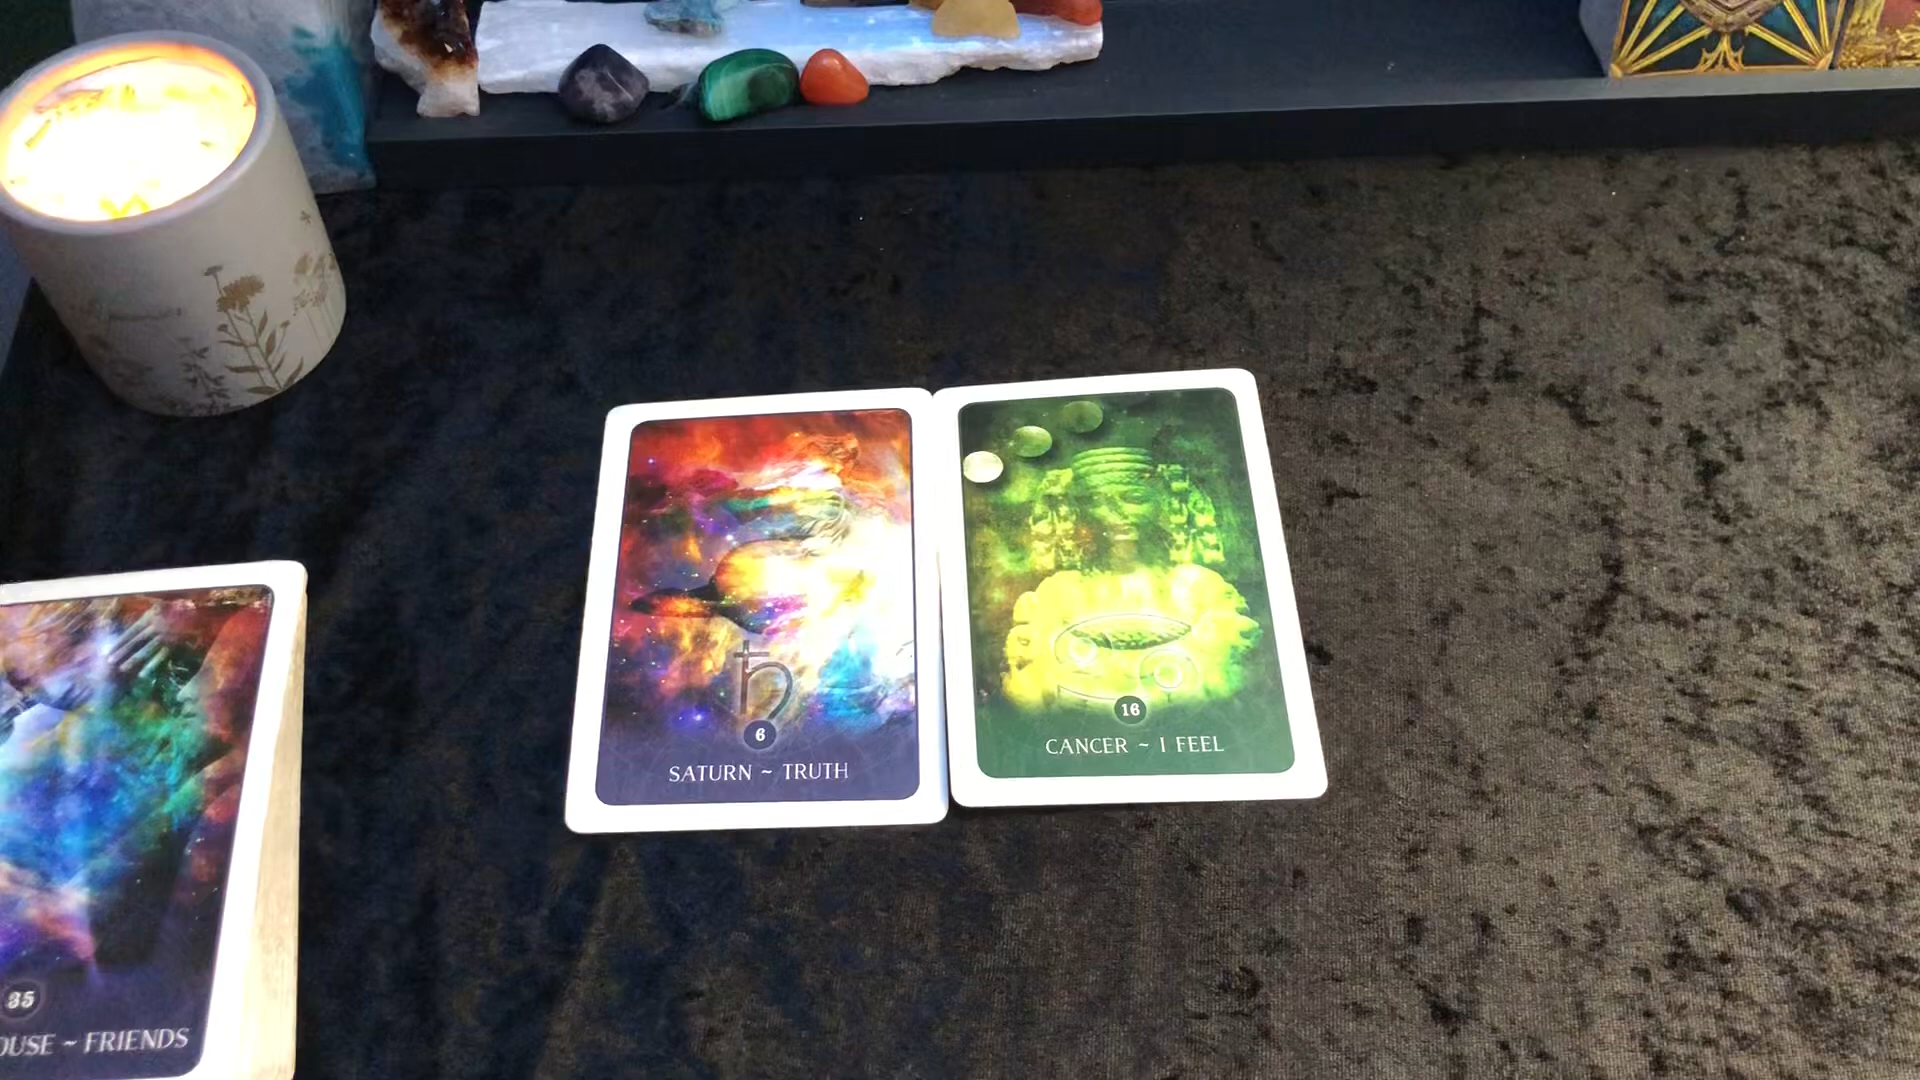 6
SATURN ~ TRUTH
16
CANCER ~ I FEEL
35
OUSE ~ FRIENDS